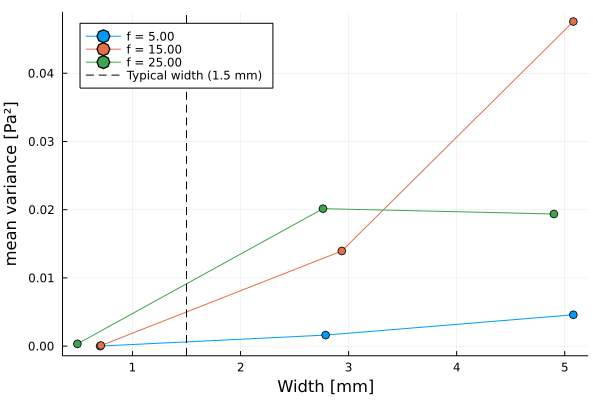 f = 5.00
f = 15.00
f = 25.00
Typical width (1.5 mm)
0.04
0.03
0.02
0.01
0.00
mean variance [Pa²]
1
2
3
4
5
Width [mm]